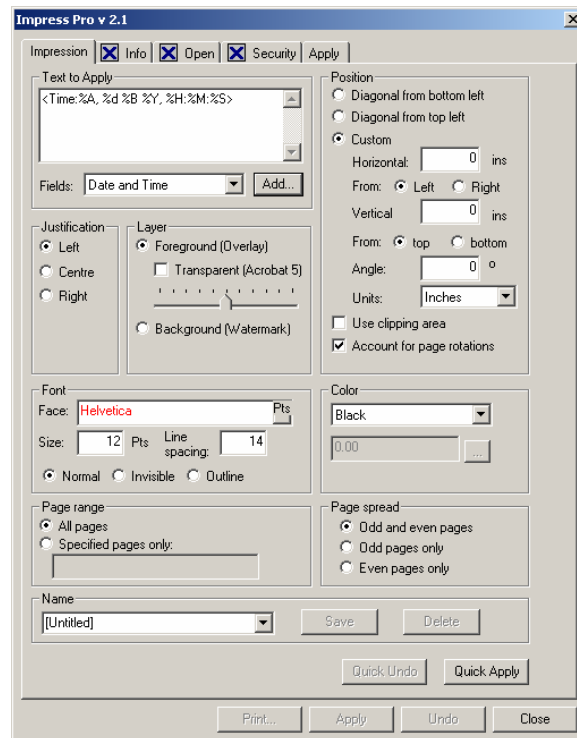 Impress Pro v 2.1
Impression Info Open Security Apply
Text to Apply
<Time:%A, %d %B %Y, %H:%M:%S>
Fields: Date and Time Add...
Position
Diagonal from bottom left
Diagonal from top left
Custom
Horizontal: 0 ins
From: Left Right
Vertical 0 ins
From: top bottom
Angle: 0 o
Units: Inches
Use clipping area
Account for page rotations
Justification
Left
Centre
Right
Layer
Foreground (Overlay)
Transparent (Acrobat 5)
Background (Watermark)
Font
Face: Helvetica Pts
Size: 12 Pts Line spacing: 14
Normal Invisible Outline
Color
Black
0.00 ...
Page range
All pages
Specified pages only:
Page spread
Odd and even pages
Odd pages only
Even pages only
Name
[Untitled] Save Delete
Quick Undo Quick Apply
Print... Apply Undo Close